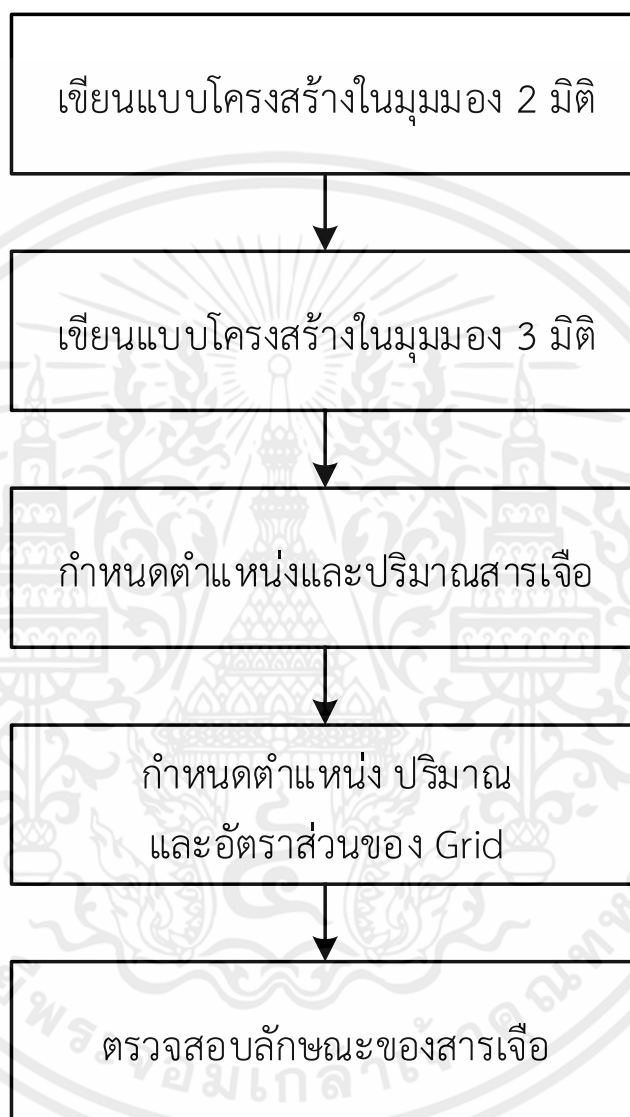 เขียนแบบโครงสร้างในมุมมอง 2 มิติ
เขียนแบบโครงสร้างในมุมมอง 3 มิติ
กำหนดตำแหน่งและปริมาณสารเจือ
กำหนดตำแหน่ง ปริมาณ
และอัตราส่วนของ Grid
ตรวจสอบลักษณะของสารเจือ